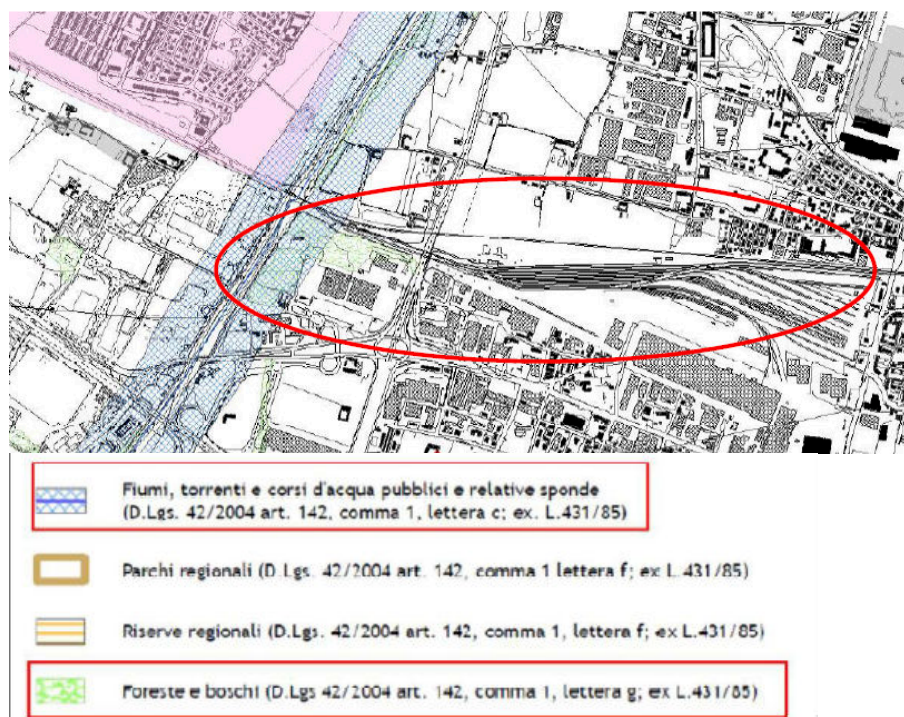 Fiumi, torrenti e corsi d'acqua pubblici e relative sponde
(D.Lgs. 42/2004 art. 142, comma 1, lettera c; ex. L.431/85)
Parchi regionali (D.Lgs. 42/2004 art. 142, comma 1 lettera f; ex L.431/85)
Riserve regionali (D.Lgs. 42/2004 art. 142, comma 1, lettera f; ex L.431/85)
Foreste e boschi (D.Lgs 42/2004 art. 142, comma 1, lettera g; ex L.431/85)